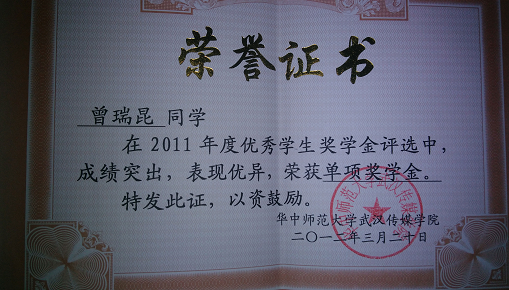 荣誉证书
曾瑞昆 同学
在 2011 年度优秀学生奖学金评选中，
成绩突出，表现优异，荣获单项奖学金。
特发此证，以资鼓励。
华中师范大学武汉传媒学院
二〇一二年三月二十日